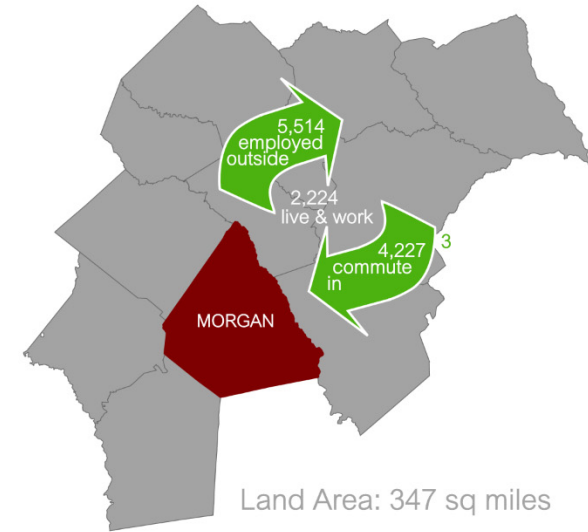 5,514
employed
outside
2,224
live & work
4,227
commute
in
3
MORGAN
Land Area: 347 sq miles